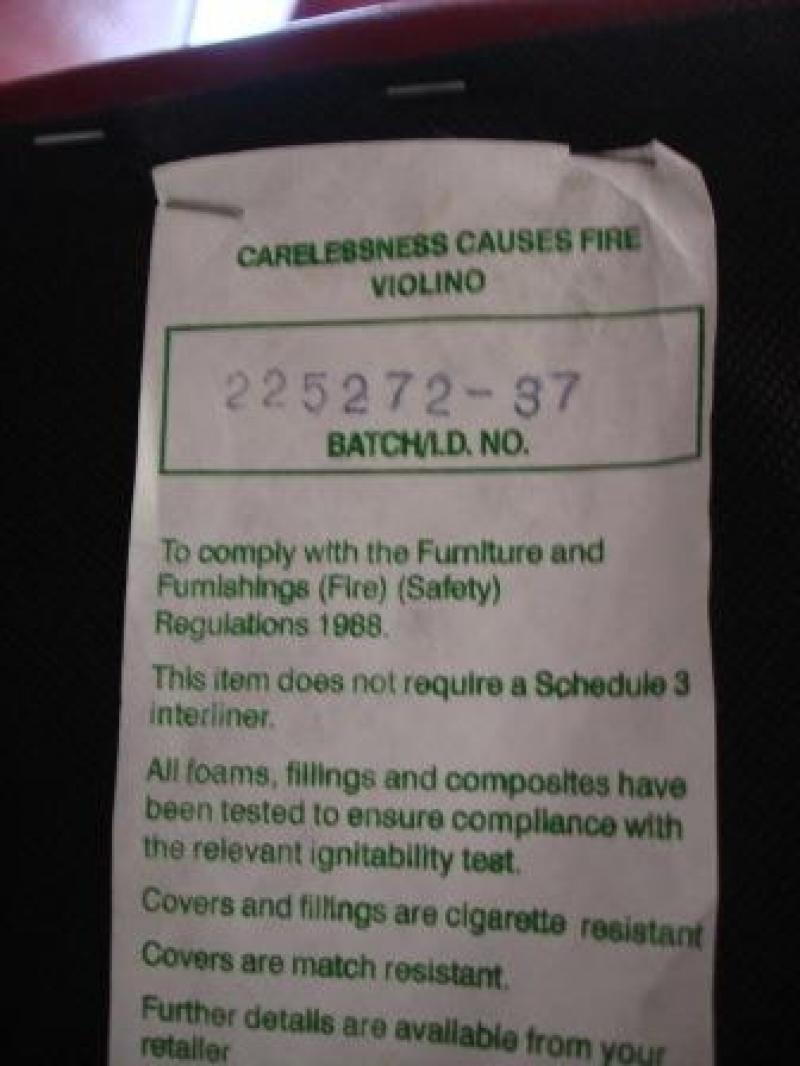 CARELESSNESS CAUSES FIRE
VIOLINO
225272-37
BATCH/I.D. NO.
To comply with the Furniture and
Furnishings (Fire) (Safety)
Regulations 1988.
This item does not require a Schedule 3
interliner.
All foams, fillings and composites have
been tested to ensure compliance with
the relevant ignitability test.
Covers and fillings are cigarette resistant
Covers are match resistant.
Further details are available from your
retailer